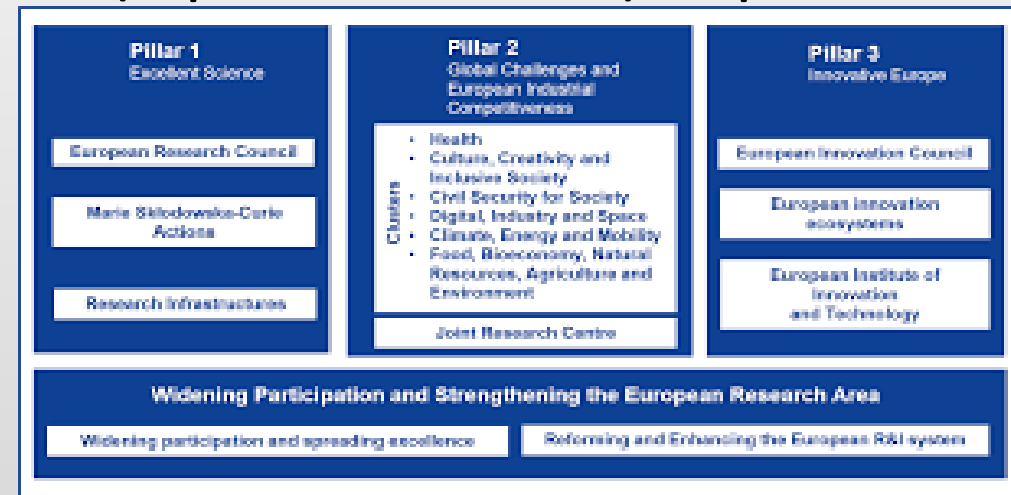 Pillar 1
Excellent Science
European Research Council
Marie Skłodowska-Curie
Actions
Research Infrastructures
Pillar 2
Global Challenges and
European Industrial
Competitiveness
Clusters
• Health
• Culture, Creativity and
Inclusive Society
• Civil Security for Society
• Digital, Industry and Space
• Climate, Energy and Mobility
• Food, Bioeconomy, Natural
Resources, Agriculture and
Environment
Joint Research Centre
Pillar 3
Innovative Europe
European Innovation Council
European innovation
ecosystems
European Institute of
Innovation
and Technology
Widening Participation and Strengthening the European Research Area
Widening participation and spreading excellence
Reforming and Enhancing the European R&I system